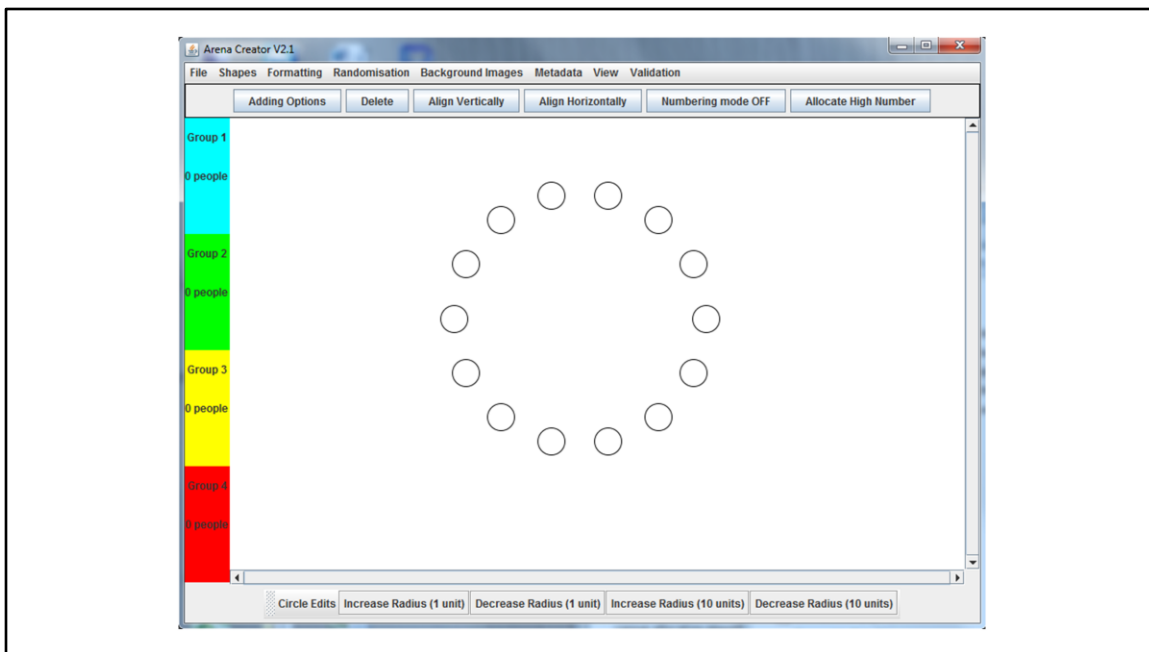 Arena Creator V2.1
File Shapes Formatting Randomisation Background Images Metadata View Validation
Adding Options Delete Align Vertically Align Horizontally Numbering mode OFF Allocate High Number
Group 1
0 people
Group 2
0 people
Group 3
0 people
Group 4
0 people
Circle Edits Increase Radius (1 unit) Decrease Radius (1 unit) Increase Radius (10 units) Decrease Radius (10 units)